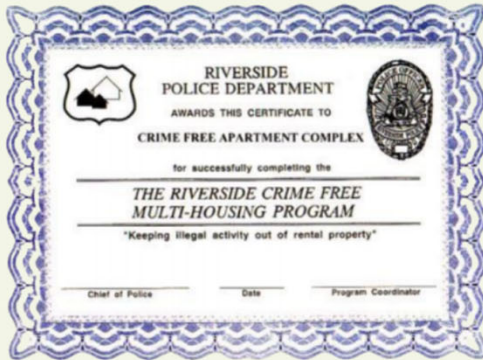 RIVERSIDE
POLICE DEPARTMENT
AWARDS THIS CERTIFICATE TO
CRIME FREE APARTMENT COMPLEX
for successfully completing the
THE RIVERSIDE CRIME FREE
MULTI-HOUSING PROGRAM
"Keeping illegal activity out of rental property"
Chief of Police Date Program Coordinator